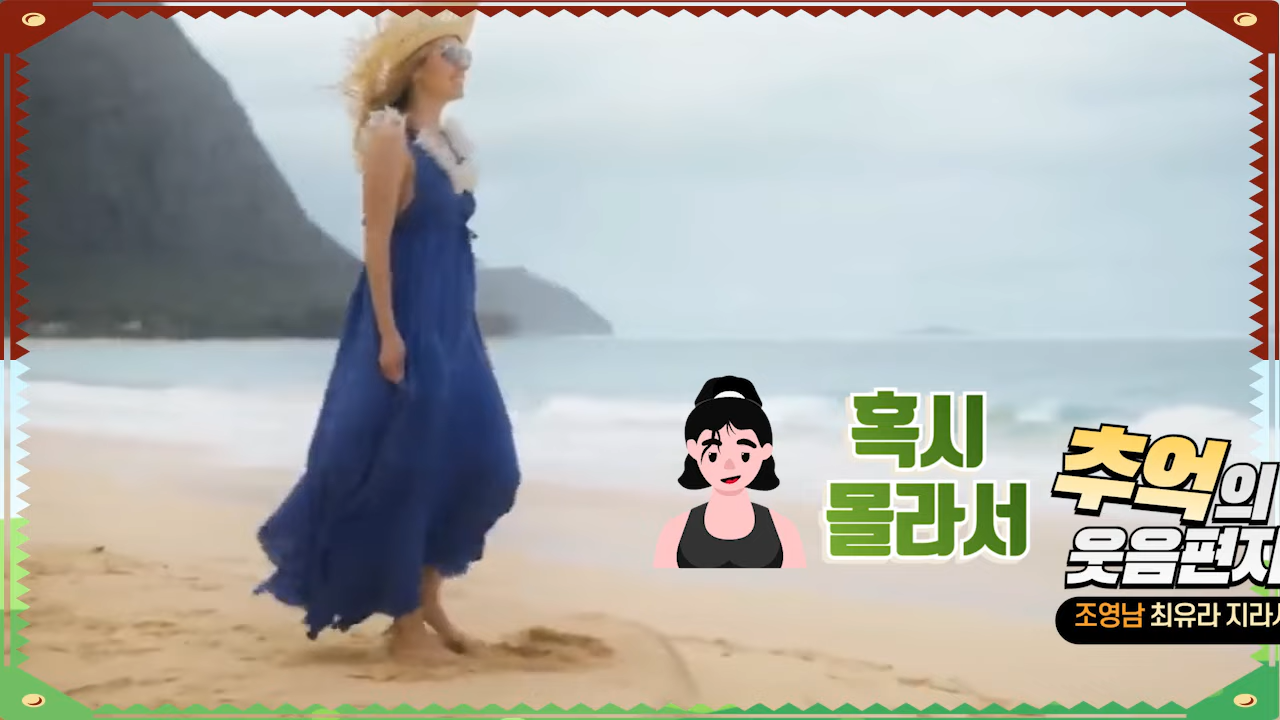 혹시
몰라서
추억의
웃음편지
조영남 최유라 지라